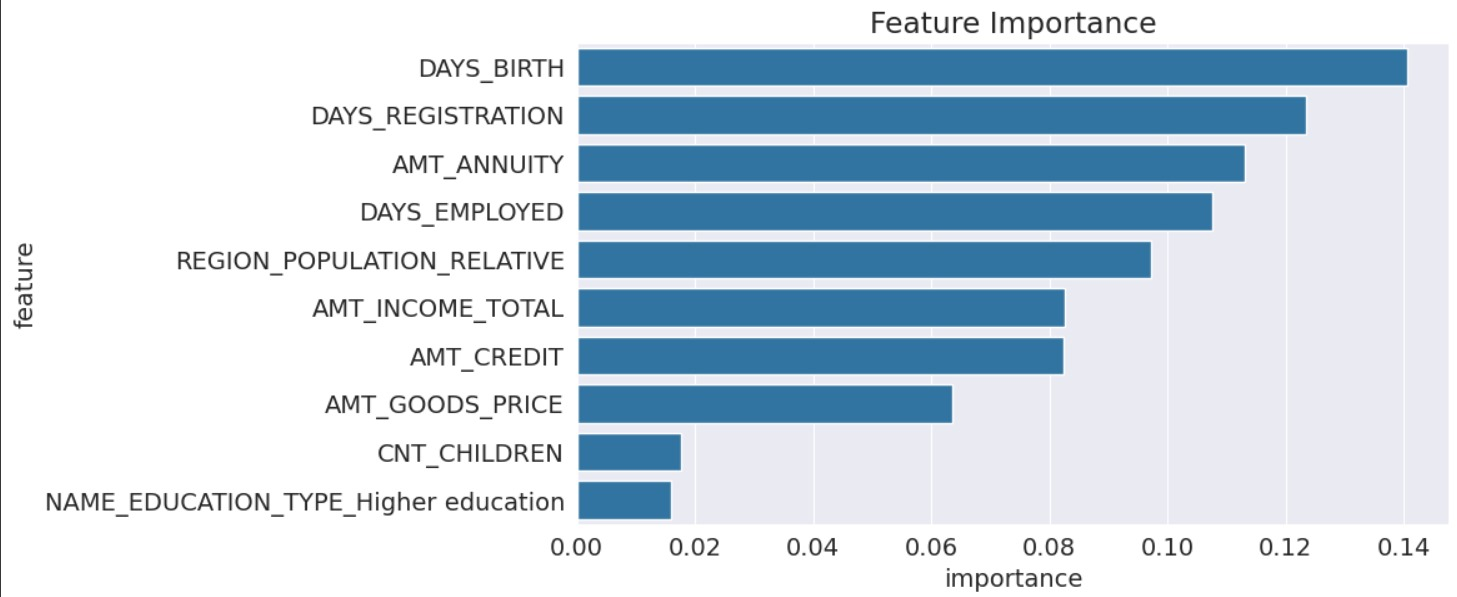 Feature Importance
DAYS_BIRTH
DAYS_REGISTRATION
AMT_ANNUITY
DAYS_EMPLOYED
REGION_POPULATION_RELATIVE
AMT_INCOME_TOTAL
AMT_CREDIT
AMT_GOODS_PRICE
CNT_CHILDREN
NAME_EDUCATION_TYPE_Higher education
feature
0.00 0.02 0.04 0.06 0.08 0.10 0.12 0.14
importance